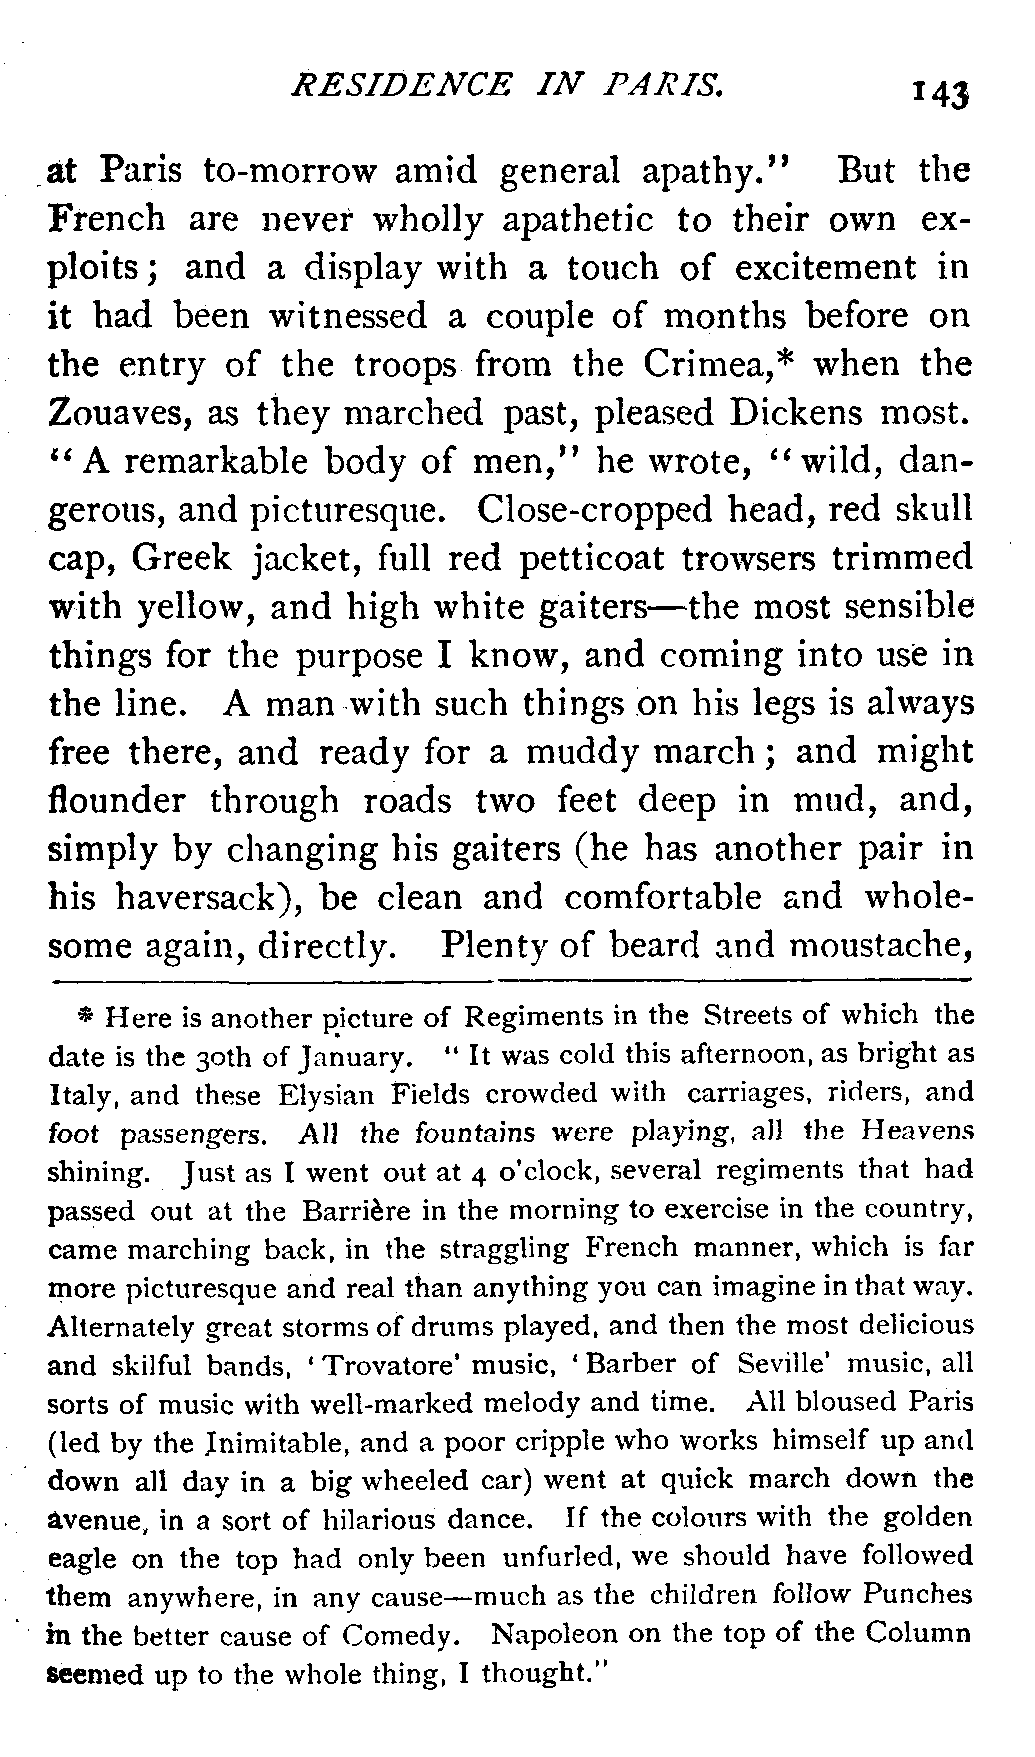 RESIDENCE IN PARIS. 143
at Paris to-morrow amid general apathy." But the
French are never wholly apathetic to their own ex-
ploits; and a display with a touch of excitement in
it had been witnessed a couple of months before on
the entry of the troops from the Crimea,* when the
Zouaves, as they marched past, pleased Dickens most.
"A remarkable body of men," he wrote, "wild, dan-
gerous, and picturesque. Close-cropped head, red skull
cap, Greek jacket, full red petticoat trowsers trimmed
with yellow, and high white gaiters—the most sensible
things for the purpose I know, and coming into use in
the line. A man with such things on his legs is always
free there, and ready for a muddy march; and might
flounder through roads two feet deep in mud, and,
simply by changing his gaiters (he has another pair in
his haversack), be clean and comfortable and whole-
some again, directly. Plenty of beard and moustache,
* Here is another picture of Regiments in the Streets of which the
date is the 30th of January. "It was cold this afternoon, as bright as
Italy, and these Elysian Fields crowded with carriages, riders, and
foot passengers. All the fountains were playing, all the Heavens
shining. Just as I went out at 4 o'clock, several regiments that had
passed out at the Barrière in the morning to exercise in the country,
came marching back, in the straggling French manner, which is far
more picturesque and real than anything you can imagine in that way.
Alternately great storms of drums played, and then the most delicious
and skilful bands, 'Trovatore' music, 'Barber of Seville' music, all
sorts of music with well-marked melody and time. All bloused Paris
(led by the Inimitable, and a poor cripple who works himself up and
down all day in a big wheeled car) went at quick march down the
avenue, in a sort of hilarious dance. If the colours with the golden
eagle on the top had only been unfurled, we should have followed
them anywhere, in any cause—much as the children follow Punches
in the better cause of Comedy. Napoleon on the top of the Column
seemed up to the whole thing, I thought."